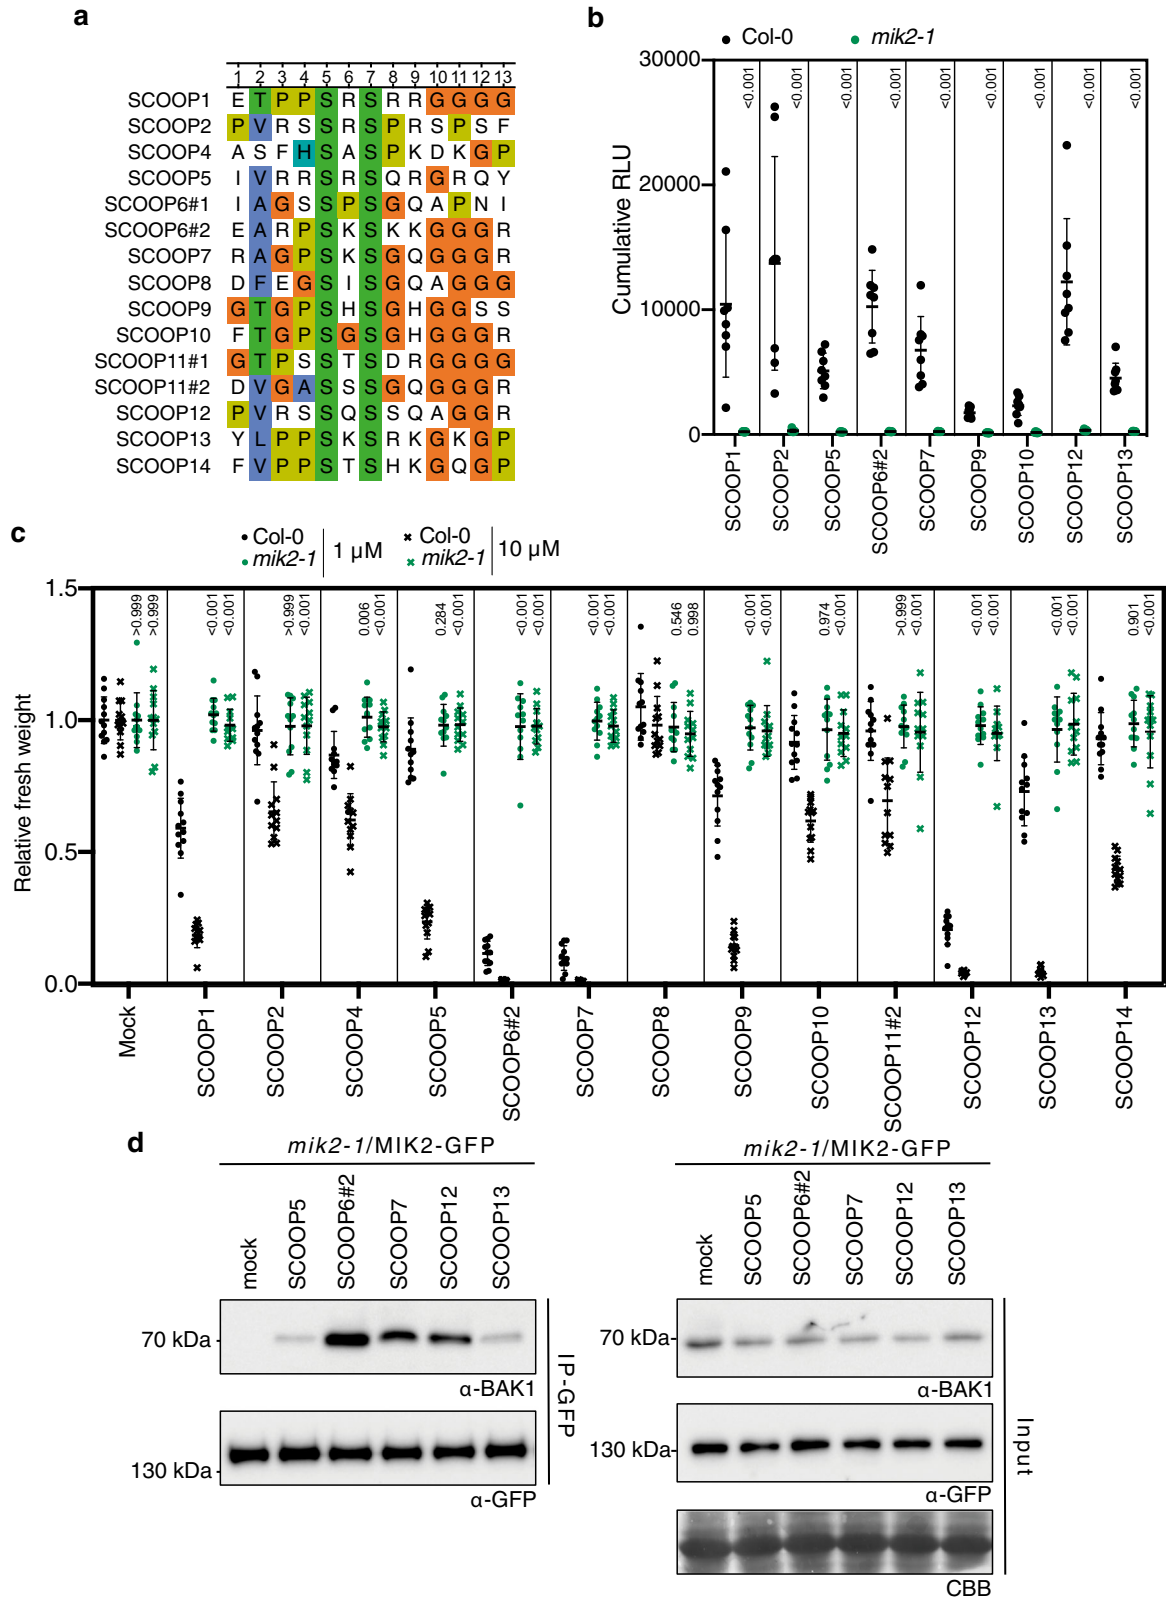 a
1 2 3 4 5 6 7 8 9 10 11 12 13
SCOOP1 E T P P S R S R R G G G G
SCOOP2 P V R S S R S P R S P S F
SCOOP4 A S F H S A S P K D K G P
SCOOP5 I V R R S R S Q R G R Q Y
SCOOP6#1 I A G S S P S G Q A P N I
SCOOP6#2 E A R P S K S K K G G G R
SCOOP7 R A G P S K S G Q G G G R
SCOOP8 D F E G S I S G Q A G G G
SCOOP9 G T G P S H S G H G G S S
SCOOP10 F T G P S G S G H G G G R
SCOOP11#1 G T P S S T S D R G G G G
SCOOP11#2 D V G A S S S G Q G G G R
SCOOP12 P V R S S Q S S Q A G G R
SCOOP13 Y L P P S K S R K G K G P
SCOOP14 F V P P S T S H K G Q G P
b
Col-0 mik2-1
Cumulative RLU
30000
20000
10000
0
<0.001 <0.001 <0.001 <0.001 <0.001 <0.001 <0.001 <0.001 <0.001
SCOOP1 SCOOP2 SCOOP5 SCOOP6#2 SCOOP7 SCOOP9 SCOOP10 SCOOP12 SCOOP13
c
Col-0 1 µM Col-0 10 µM
mik2-1 mik2-1
Relative fresh weight
1.5
1.0
0.5
0.0
>0.999 >0.999 <0.001 <0.001 >0.999 <0.001 0.006 <0.001 0.284 <0.001 <0.001 <0.001 <0.001 <0.001 0.546 0.998 <0.001 <0.001 0.974 <0.001 >0.999 <0.001 <0.001 <0.001 <0.001 <0.001 0.901 <0.001
Mock SCOOP1 SCOOP2 SCOOP4 SCOOP5 SCOOP6#2 SCOOP7 SCOOP8 SCOOP9 SCOOP10 SCOOP11#2 SCOOP12 SCOOP13 SCOOP14
d
mik2-1/MIK2-GFP
mock SCOOP5 SCOOP6#2 SCOOP7 SCOOP12 SCOOP13
70 kDa
α-BAK1
130 kDa
α-GFP
IP-GFP
mik2-1/MIK2-GFP
mock SCOOP5 SCOOP6#2 SCOOP7 SCOOP12 SCOOP13
70 kDa
α-BAK1
130 kDa
α-GFP
CBB
Input